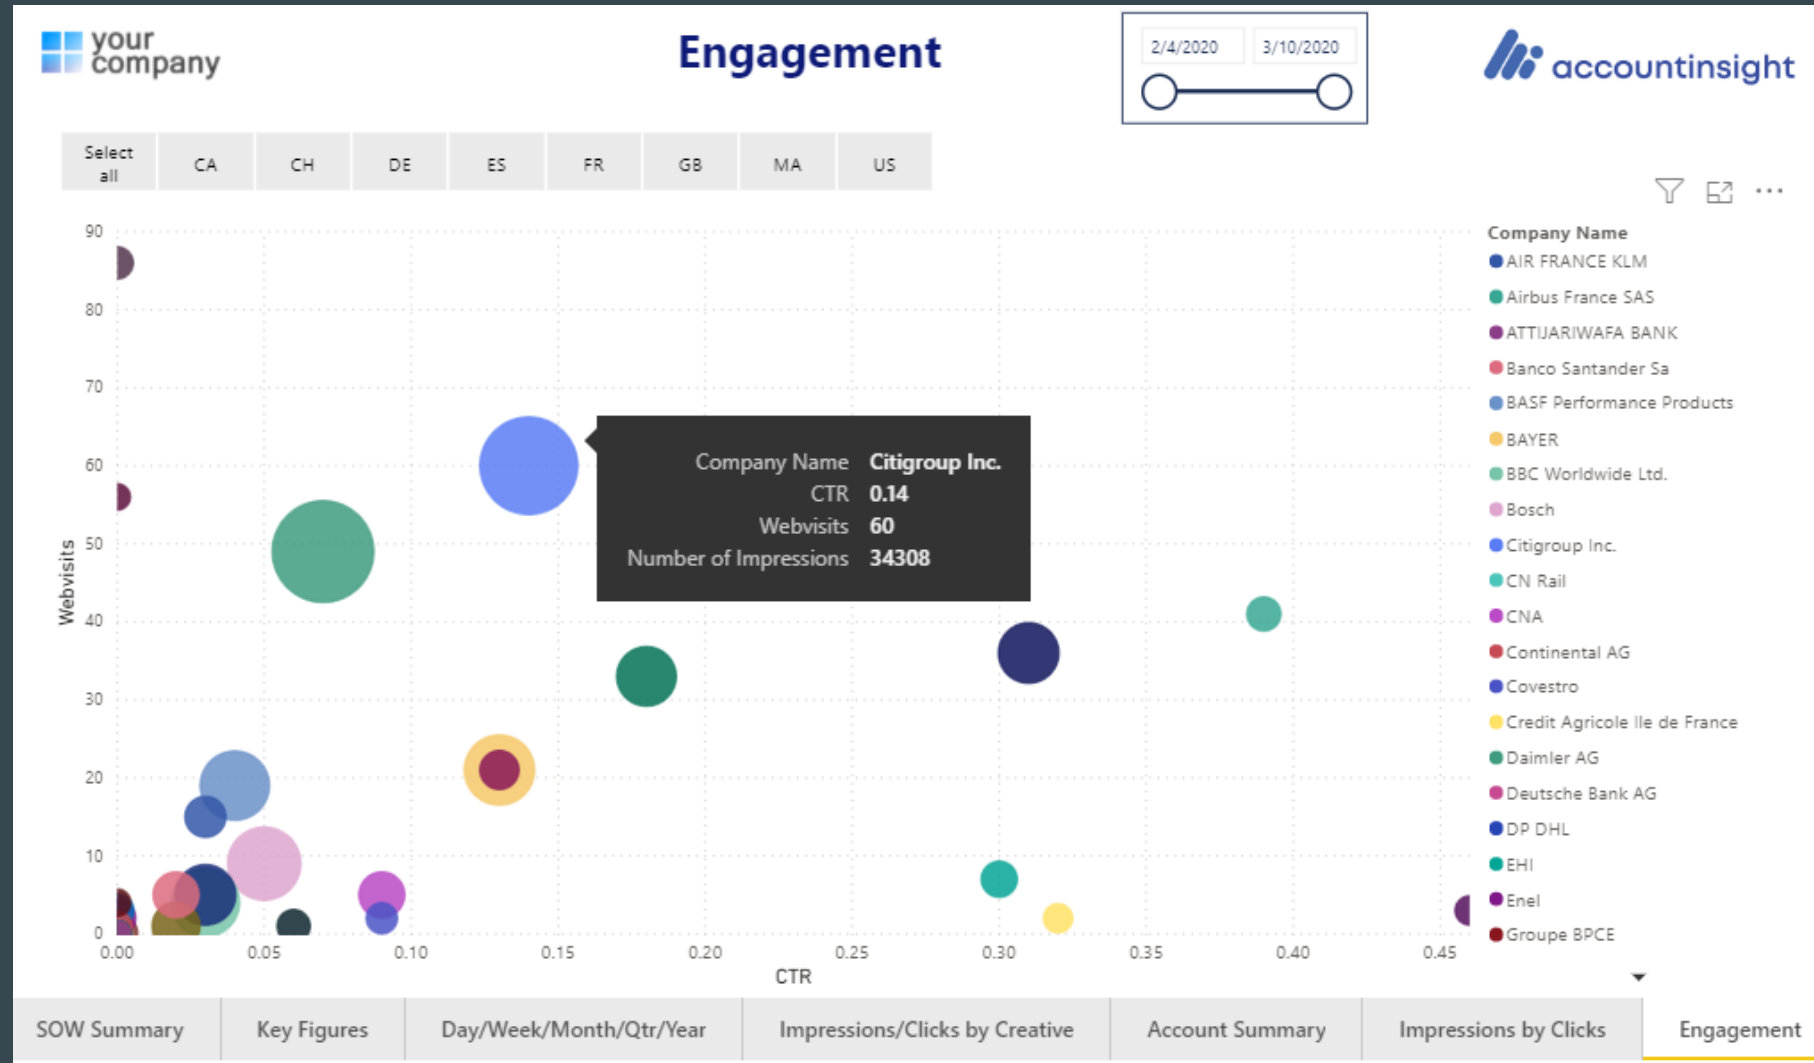 your
company
Engagement
2/4/2020 3/10/2020
accountinsight
Select
all
CA CH DE ES FR GB MA US
Company Name
AIR FRANCE KLM
Airbus France SAS
ATTIJARIWAFA BANK
Banco Santander Sa
BASF Performance Products
BAYER
BBC Worldwide Ltd.
Bosch
Citigroup Inc.
CN Rail
CNA
Continental AG
Covestro
Credit Agricole Ile de France
Daimler AG
Deutsche Bank AG
DP DHL
EHI
Enel
Groupe BPCE
90
80
70
60
50
40
30
20
10
0
Webvisits
Company Name Citigroup Inc.
CTR 0.14
Webvisits 60
Number of Impressions 34308
0.00 0.05 0.10 0.15 0.20 0.25 0.30 0.35 0.40 0.45
CTR
SOW Summary Key Figures Day/Week/Month/Qtr/Year Impressions/Clicks by Creative Account Summary Impressions by Clicks Engagement